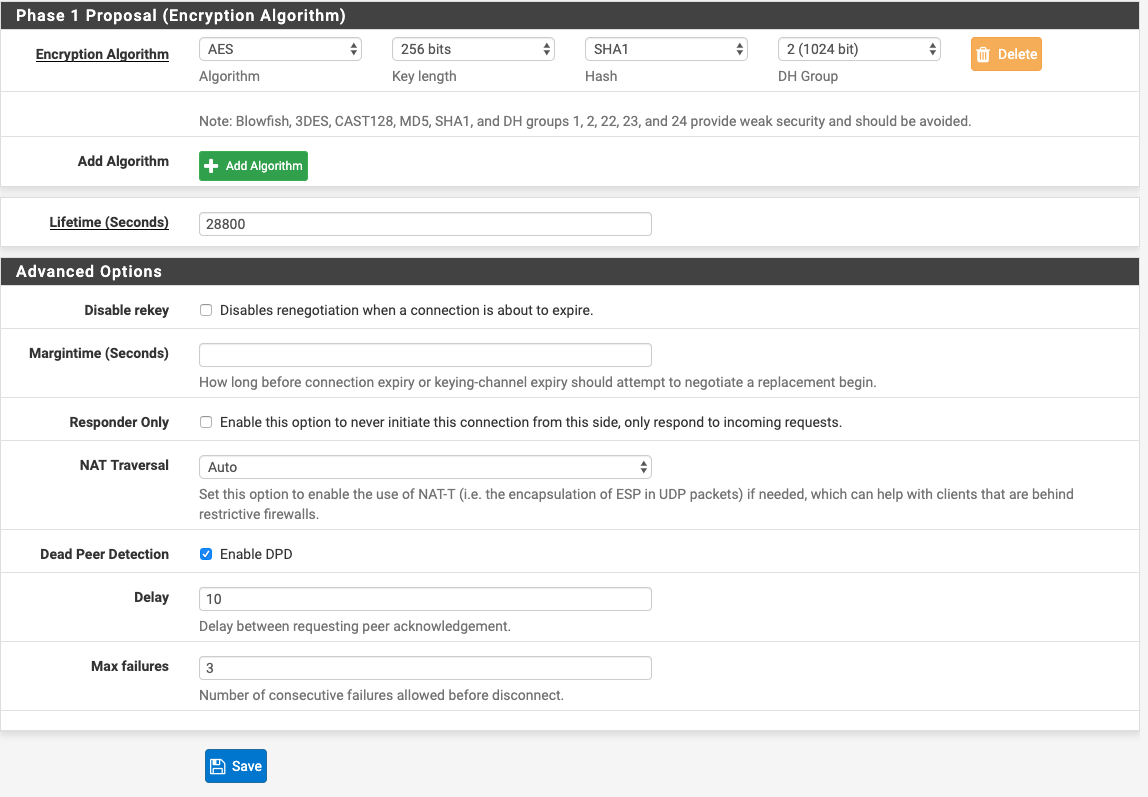 Phase 1 Proposal (Encryption Algorithm)
Encryption Algorithm AES 256 bits SHA1 2 (1024 bit) Delete
Algorithm Key length Hash DH Group
Note: Blowfish, 3DES, CAST128, MD5, SHA1, and DH groups 1, 2, 22, 23, and 24 provide weak security and should be avoided.
Add Algorithm Add Algorithm
Lifetime (Seconds) 28800
Advanced Options
Disable rekey Disables renegotiation when a connection is about to expire.
Margintime (Seconds)
How long before connection expiry or keying-channel expiry should attempt to negotiate a replacement begin.
Responder Only Enable this option to never initiate this connection from this side, only respond to incoming requests.
NAT Traversal Auto
Set this option to enable the use of NAT-T (i.e. the encapsulation of ESP in UDP packets) if needed, which can help with clients that are behind
restrictive firewalls.
Dead Peer Detection Enable DPD
Delay 10
Delay between requesting peer acknowledgement.
Max failures 3
Number of consecutive failures allowed before disconnect.
Save